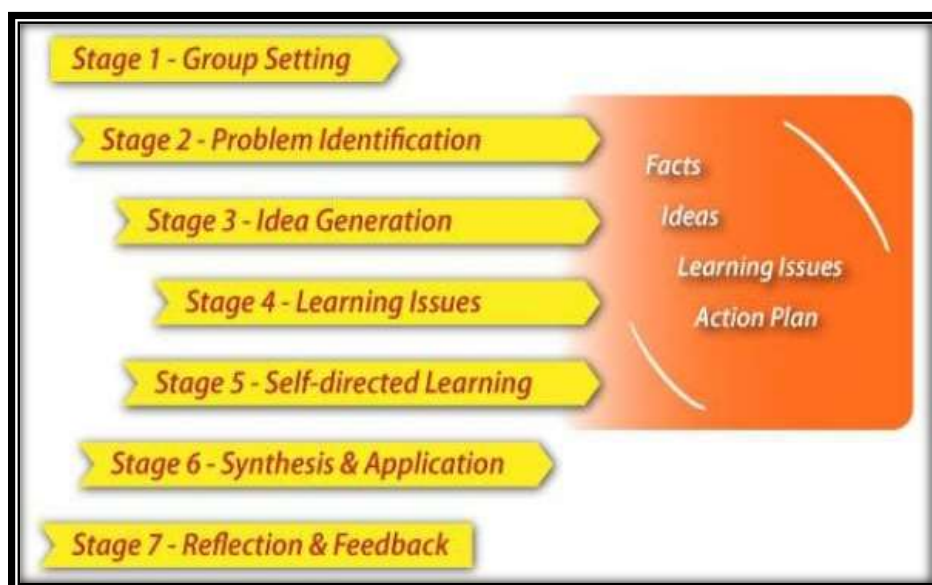 Stage 1 - Group Setting
Stage 2 - Problem Identification
Stage 3 - Idea Generation
Stage 4 - Learning Issues
Stage 5 - Self-directed Learning
Stage 6 - Synthesis & Application
Stage 7 - Reflection & Feedback
Facts
Ideas
Learning Issues
Action Plan